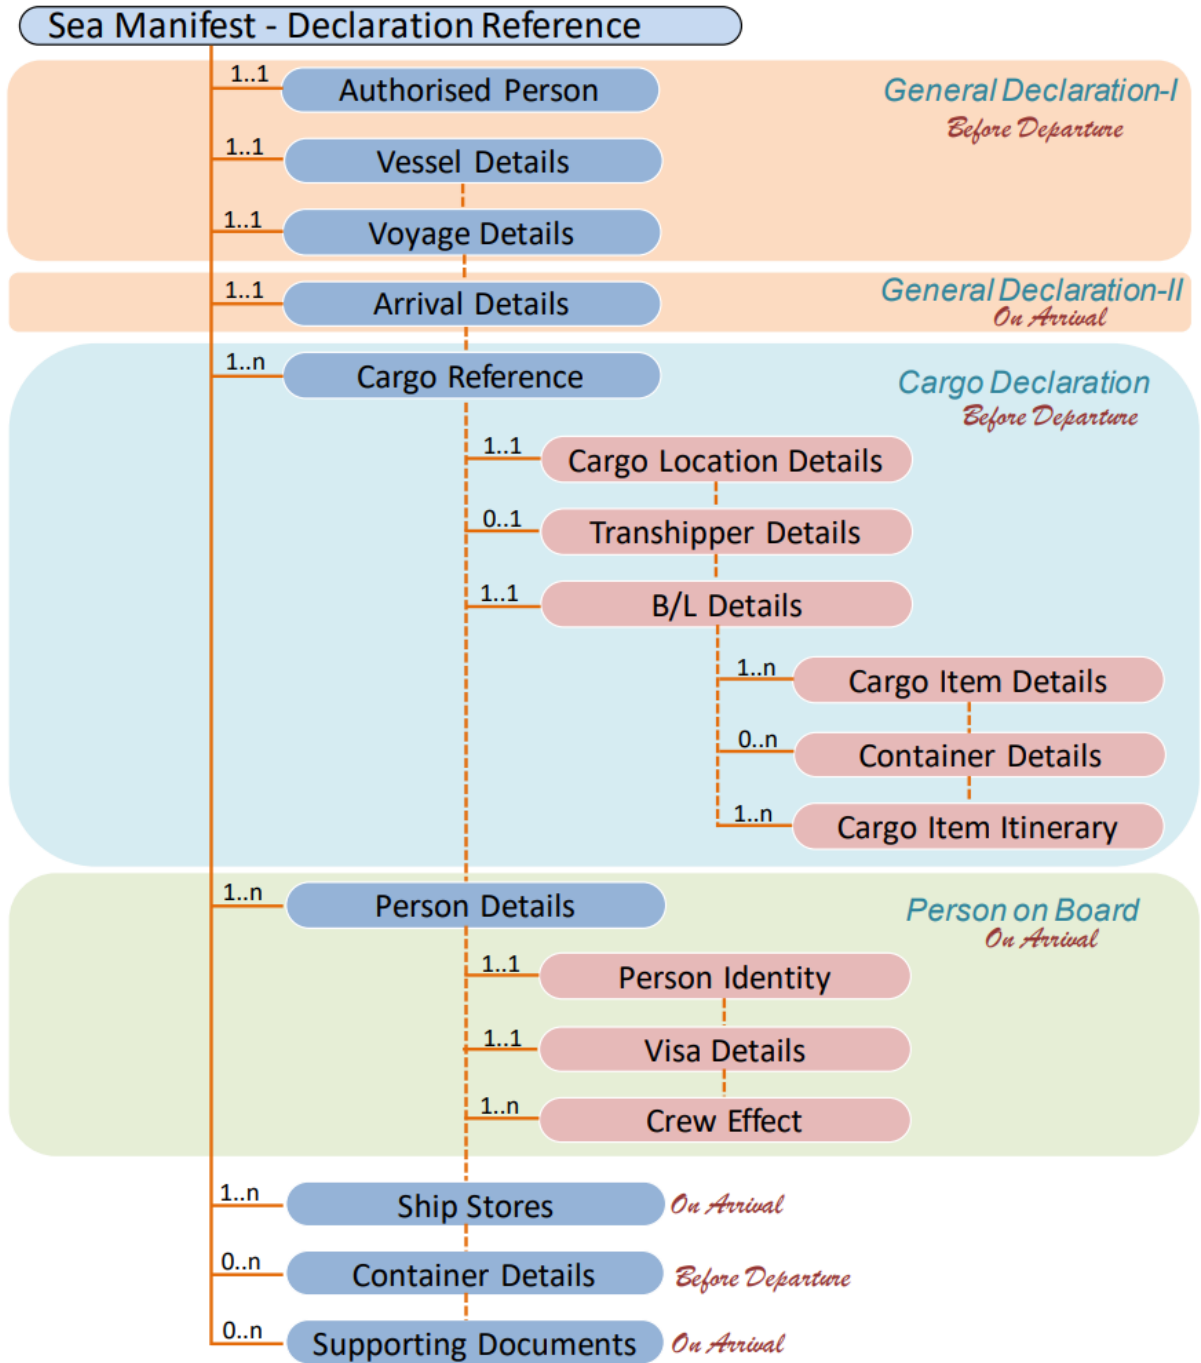 Sea Manifest - Declaration Reference
1..1
Authorised Person
General Declaration-I
Before Departure
1..1
Vessel Details
1..1
Voyage Details
1..1
Arrival Details
General Declaration-II
On Arrival
1..n
Cargo Reference
Cargo Declaration
Before Departure
1..1
Cargo Location Details
0..1
Transhipper Details
1..1
B/L Details
1..n
Cargo Item Details
0..n
Container Details
1..n
Cargo Item Itinerary
1..n
Person Details
Person on Board
On Arrival
1..1
Person Identity
1..1
Visa Details
1..n
Crew Effect
1..n
Ship Stores
On Arrival
0..n
Container Details
Before Departure
0..n
Supporting Documents
On Arrival